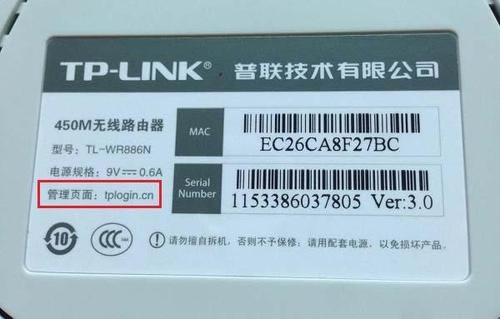 TP-LINK® 普联技术有限公司
450M无线路由器
型号：TL-WR886N
电源规格：9V⎓0.6A
管理页面：tplogin.cn
MAC
EC26CA8F27BC
Serial Number
1153386037805 Ver:3.0
10
CCC
请勿擅自拆机，否则不予保修；请用配套电源，以免损坏产品。